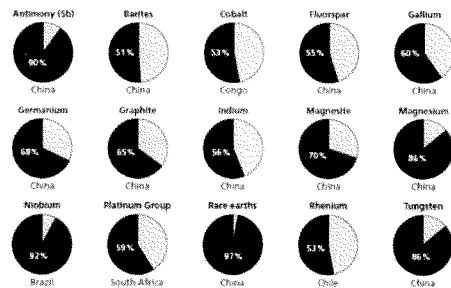 Antimony (Sb) Barites Cobalt Fluorspar Gallium
90% 51% 53% 55% 60%
China China Congo China China
Germanium Graphite Indium Magnesite Magnesium
68% 65% 56% 70% 86%
China China China China China
Niobium Platinum Group Rare earths Rhenium Tungsten
92% 59% 97% 53% 86%
Brazil South Africa China Chile China